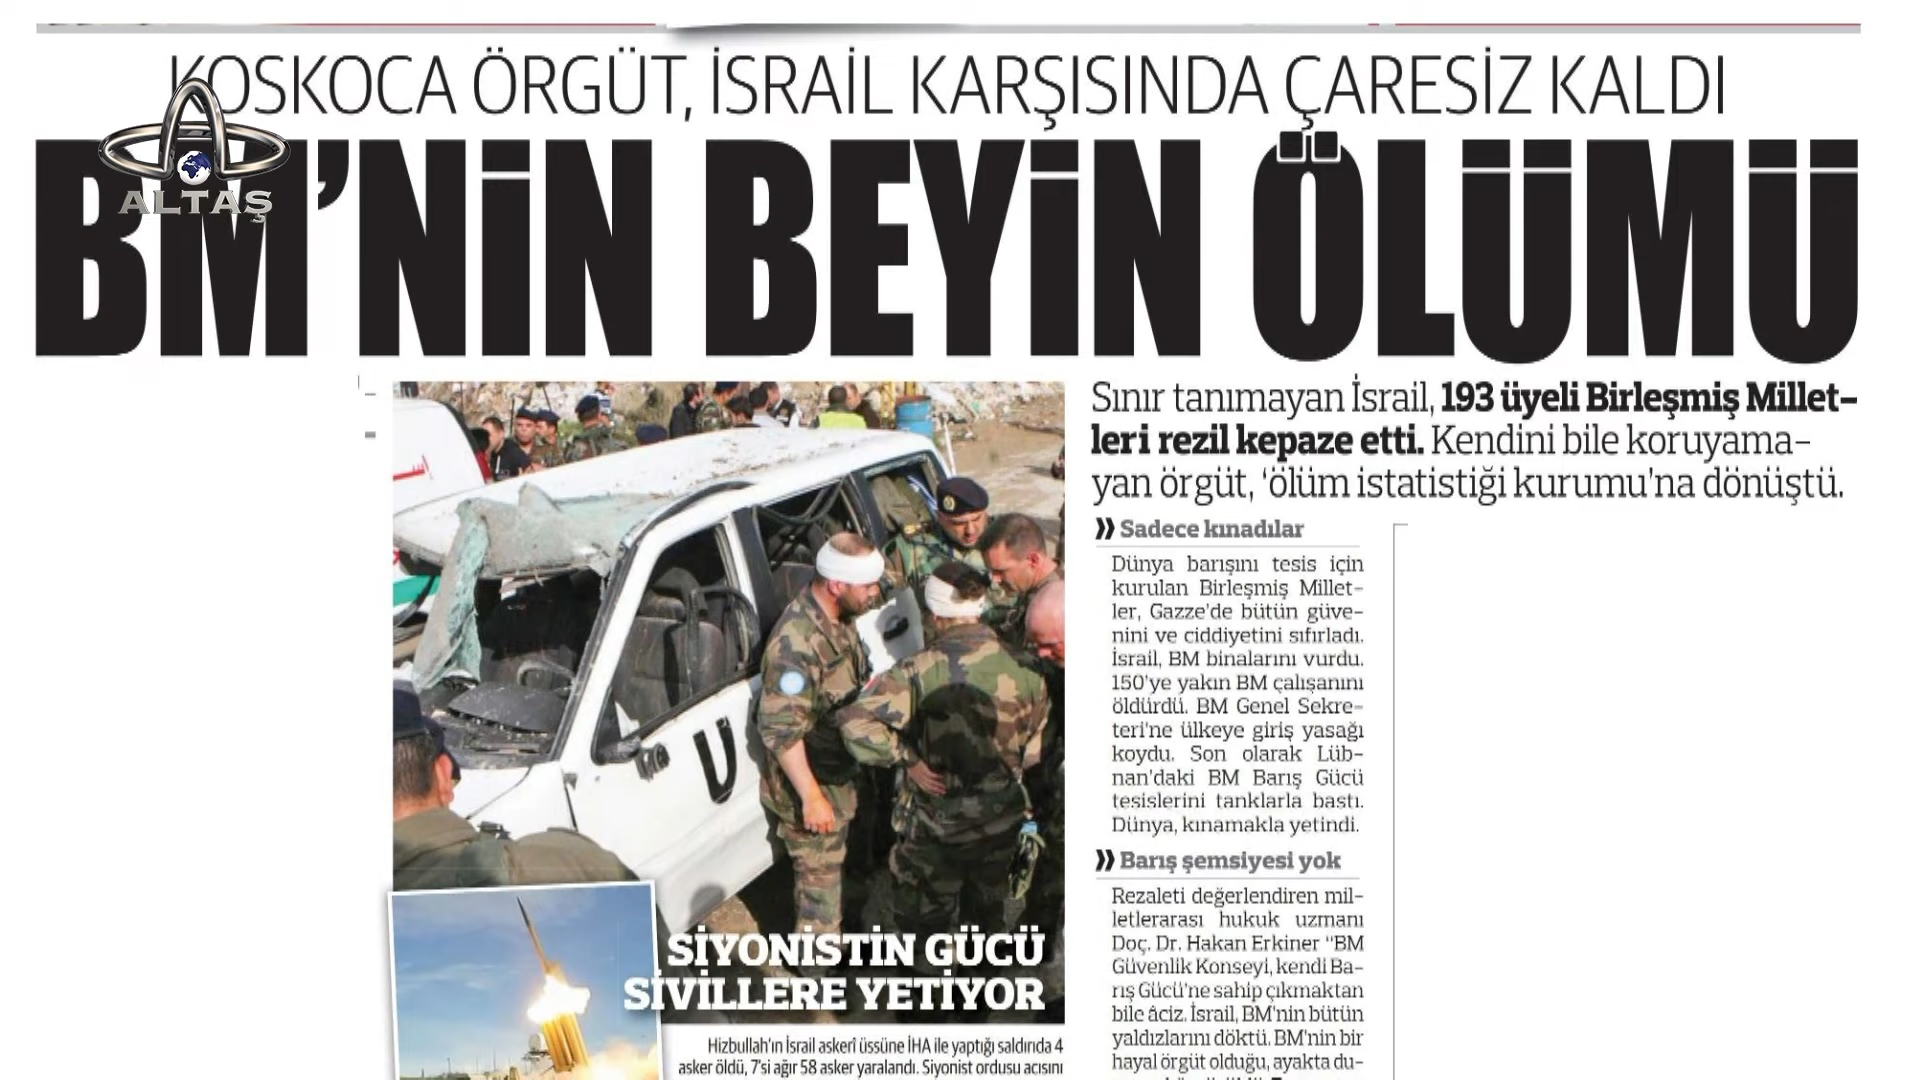 KOSKOCA ÖRGÜT, İSRAİL KARŞISINDA ÇARESİZ KALDI
BM'NİN BEYİN ÖLÜMÜ
ALTAŞ
Sınır tanımayan İsrail, 193 üyeli Birleşmiş Millet-
leri rezil kepaze etti. Kendini bile koruyama-
yan örgüt, 'ölüm istatistiği kurumu'na dönüştü.
Sadece kınadılar
Dünya barışını tesis için
kurulan Birleşmiş Millet-
ler, Gazze'de bütün güve-
nini ve ciddiyetini sıfırladı.
İsrail, BM binalarını vurdu.
150'ye yakın BM çalışanını
öldürdü. BM Genel Sekre-
teri'ne ülkeye giriş yasağı
koydu. Son olarak Lüb-
nan'daki BM Barış Gücü
tesislerini tanklarla bastı.
Dünya, kınamakla yetindi.
Barış şemsiyesi yok
Rezaleti değerlendiren mil-
letlerarası hukuk uzmanı
Doç. Dr. Hakan Erkiner "BM
Güvenlik Konseyi, kendi Ba-
rış Gücü'ne sahip çıkmaktan
bile âciz. İsrail, BM'nin bütün
yaldızlarını döktü. BM'nin bir
hayal örgüt olduğu, ayakta du-
U
SİYONİSTİN GÜCÜ
SİVİLLERE YETİYOR
Hizbullah'ın İsrail askerî üssüne İHA ile yaptığı saldırıda 4
asker öldü, 7'si ağır 58 asker yaralandı. Siyonist ordusu acısını